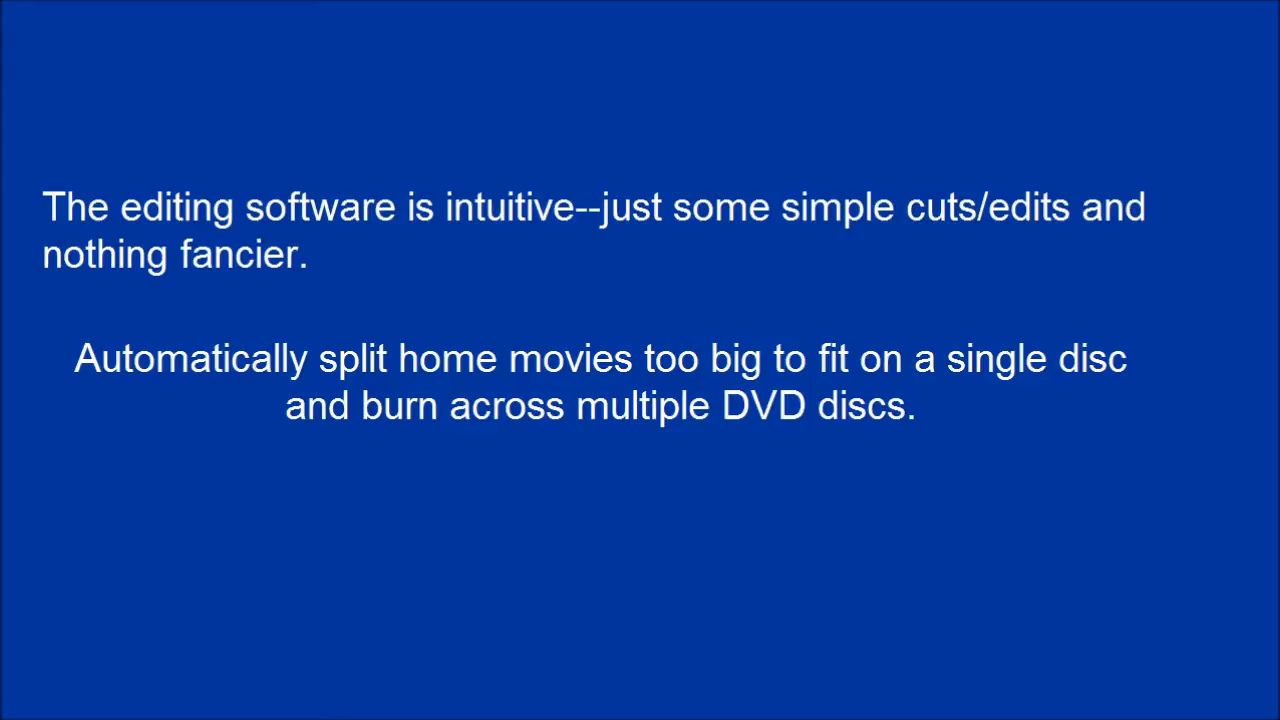 The editing software is intuitive--just some simple cuts/edits and
nothing fancier.
Automatically split home movies too big to fit on a single disc
and burn across multiple DVD discs.